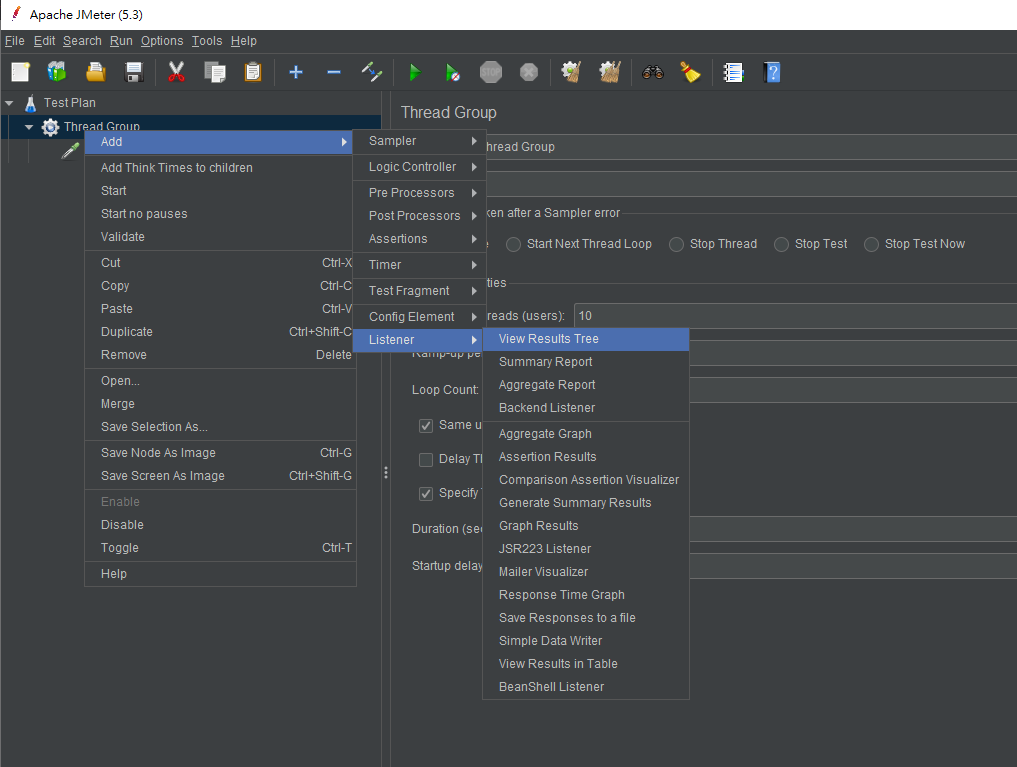 Apache JMeter (5.3)
File Edit Search Run Options Tools Help
STOP
Test Plan
Thread Group
Thread Group
Add
Add Think Times to children
Start
Start no pauses
Validate
Cut Ctrl-X
Copy Ctrl-C
Paste Ctrl-V
Duplicate Ctrl+Shift-C
Remove Delete
Open...
Merge
Save Selection As...
Save Node As Image Ctrl-G
Save Screen As Image Ctrl+Shift-G
Enable
Disable
Toggle Ctrl-T
Help
Sampler
Logic Controller
Pre Processors
Post Processors
Assertions
Timer
Test Fragment
Config Element
Listener
View Results Tree
Summary Report
Aggregate Report
Backend Listener
Aggregate Graph
Assertion Results
Comparison Assertion Visualizer
Generate Summary Results
Graph Results
JSR223 Listener
Mailer Visualizer
Response Time Graph
Save Responses to a file
Simple Data Writer
View Results in Table
BeanShell Listener
hread Group
ken after a Sampler error
Start Next Thread Loop Stop Thread Stop Test Stop Test Now
ties
reads (users): 10
Ramp-up pe
Loop Count:
Same u
Delay Th
Specify
Duration (sec
Startup delay